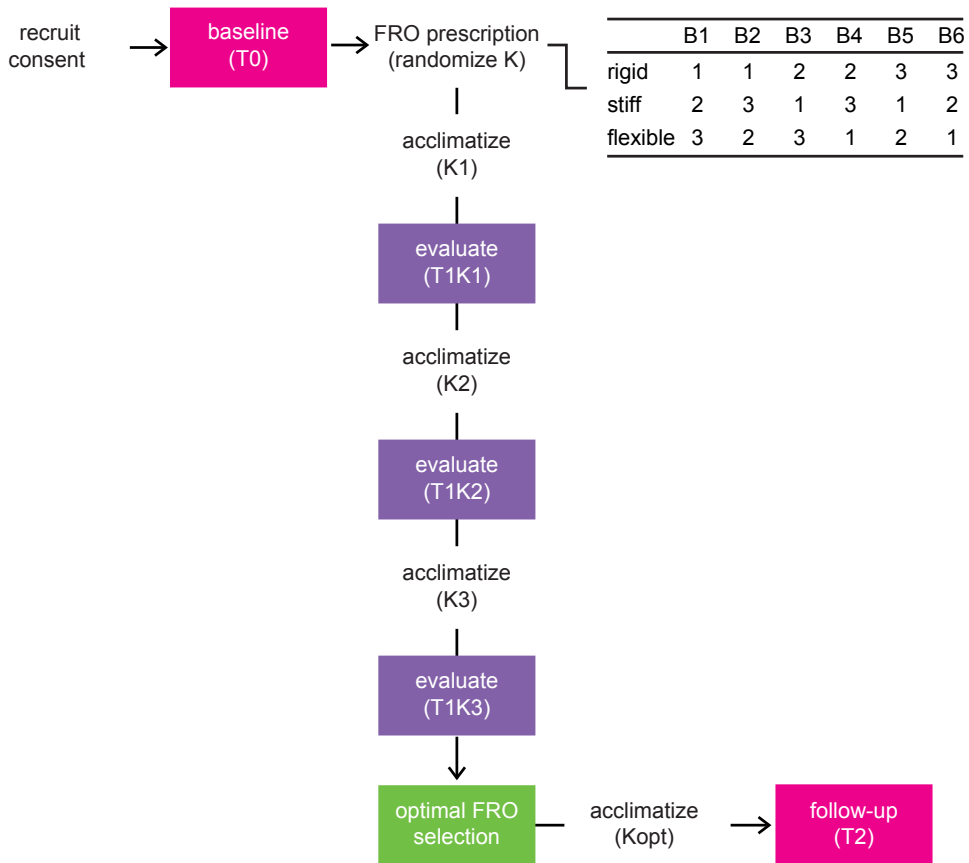 recruit
consent
baseline
(T0)
FRO prescription
(randomize K)
B1 B2 B3 B4 B5 B6
rigid 1 1 2 2 3 3
stiff 2 3 1 3 1 2
flexible 3 2 3 1 2 1
acclimatize
(K1)
evaluate
(T1K1)
acclimatize
(K2)
evaluate
(T1K2)
acclimatize
(K3)
evaluate
(T1K3)
optimal FRO
selection
acclimatize
(Kopt)
follow-up
(T2)